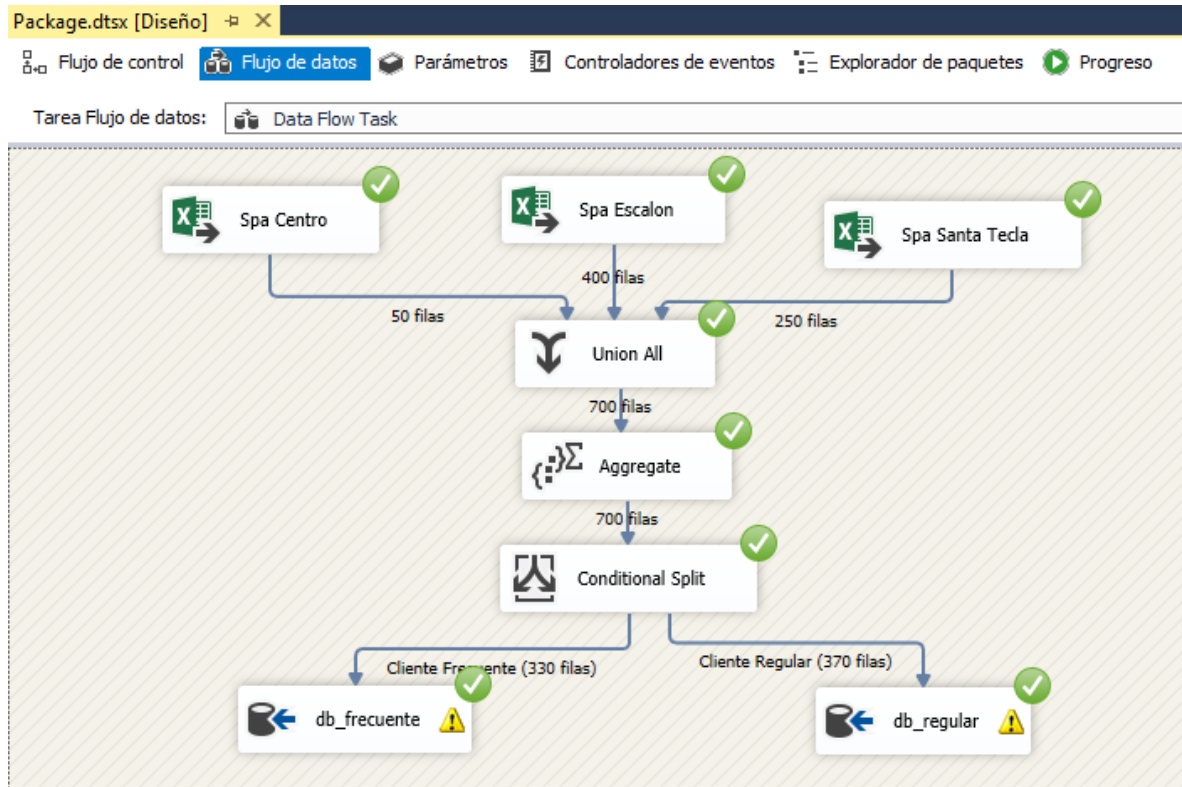 Package.dtsx [Diseño]
Flujo de control Flujo de datos Parámetros Controladores de eventos Explorador de paquetes Progreso
Tarea Flujo de datos: Data Flow Task
Spa Centro
Spa Escalon
Spa Santa Tecla
400 filas
50 filas
250 filas
Union All
700 filas
Aggregate
700 filas
Conditional Split
Cliente Frecuente (330 filas)
Cliente Regular (370 filas)
db_frecuente
db_regular